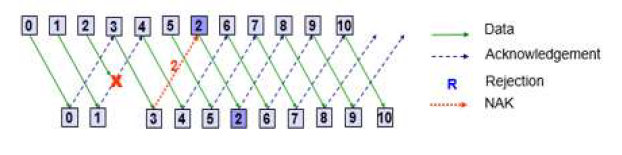 0 1 2 3 4 5 2 6 7 8 9 10
2 X
0 1 3 4 5 2 6 7 8 9 10
Data
Acknowledgement
R Rejection
NAK